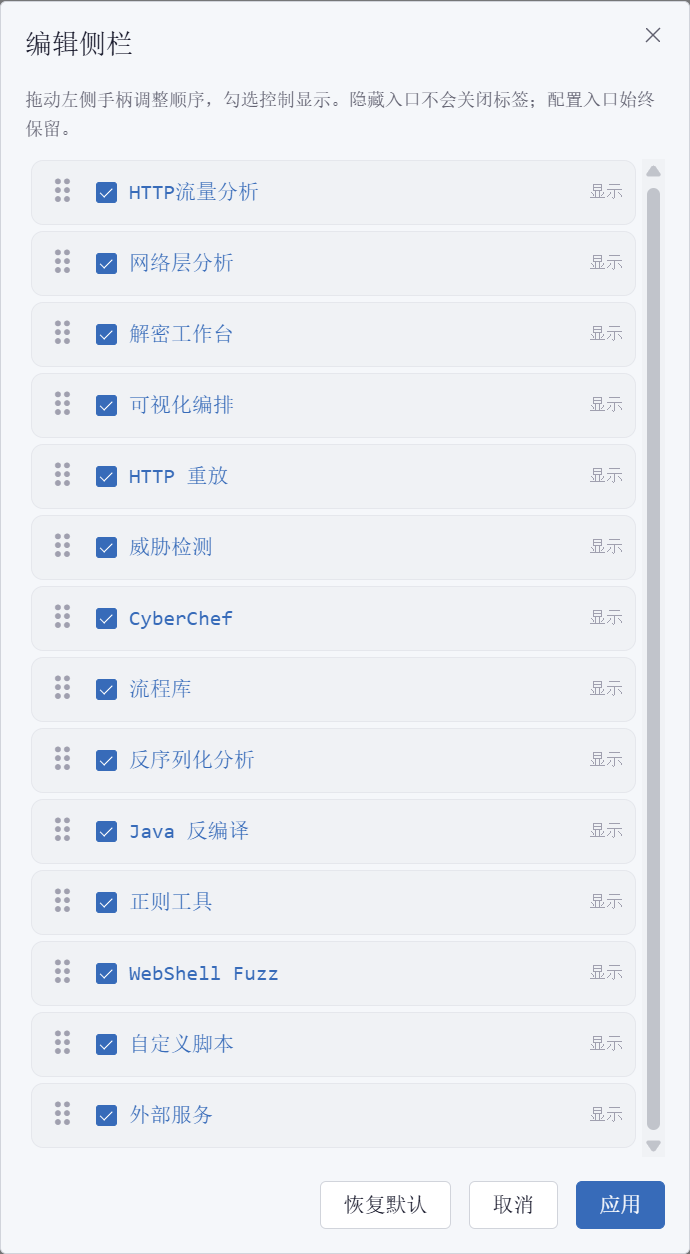 编辑侧栏
拖动左侧手柄调整顺序，勾选控制显示。隐藏入口不会关闭标签；配置入口始终
保留。
HTTP流量分析 显示
网络层分析 显示
解密工作台 显示
可视化编排 显示
HTTP 重放 显示
威胁检测 显示
CyberChef 显示
流程库 显示
反序列化分析 显示
Java 反编译 显示
正则工具 显示
WebShell Fuzz 显示
自定义脚本 显示
外部服务 显示
恢复默认 取消 应用